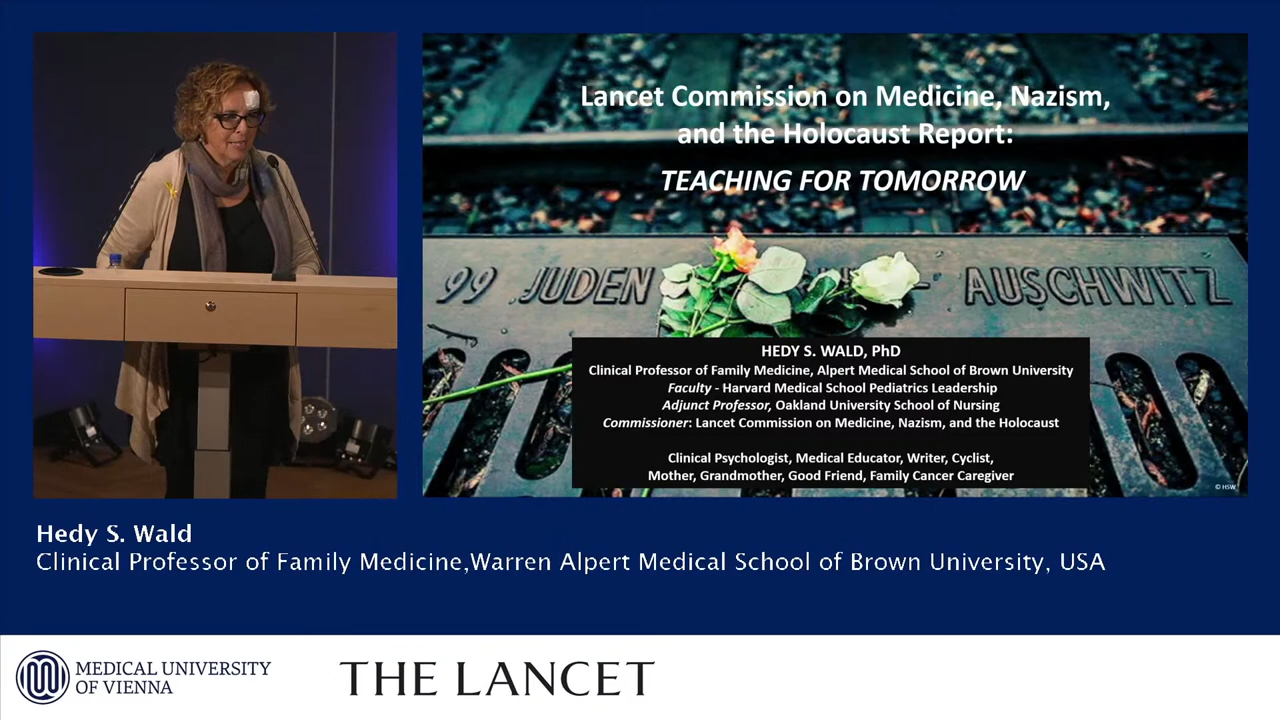 Lancet Commission on Medicine, Nazism,
and the Holocaust Report:
TEACHING FOR TOMORROW
99 JUDEN - AUSCHWITZ
HEDY S. WALD, PhD
Clinical Professor of Family Medicine, Alpert Medical School of Brown University
Faculty - Harvard Medical School Pediatrics Leadership
Adjunct Professor, Oakland University School of Nursing
Commissioner: Lancet Commission on Medicine, Nazism, and the Holocaust
Clinical Psychologist, Medical Educator, Writer, Cyclist,
Mother, Grandmother, Good Friend, Family Cancer Caregiver
© HSW
Hedy S. Wald
Clinical Professor of Family Medicine,Warren Alpert Medical School of Brown University, USA
MEDICAL UNIVERSITY
OF VIENNA
THE LANCET